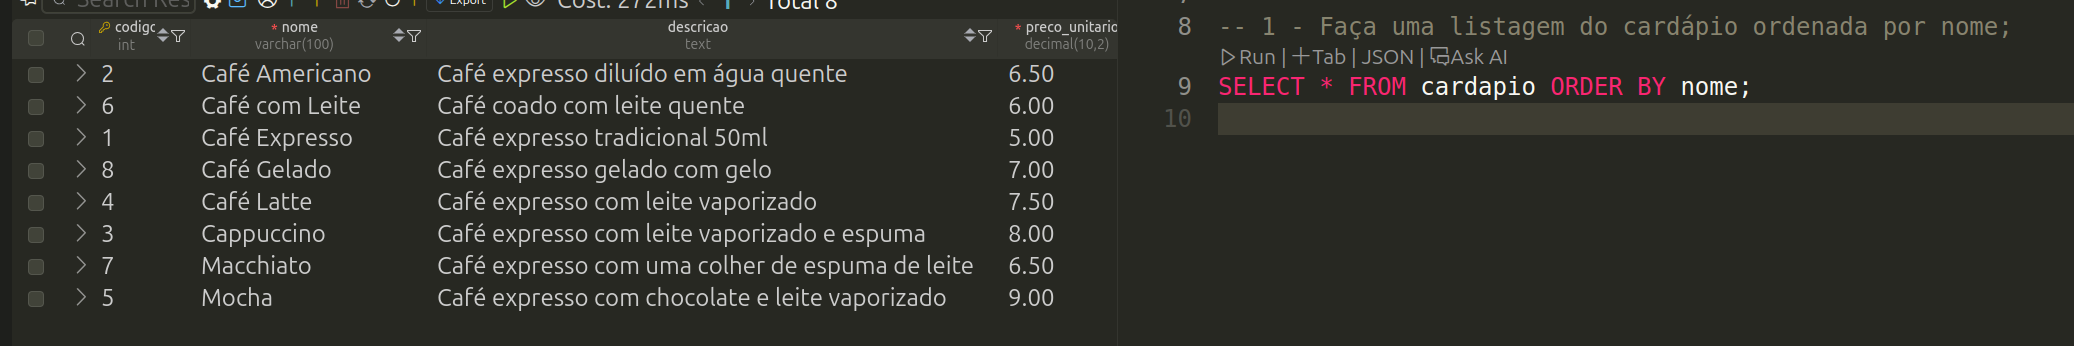 Export Cost: 272ms 1 Total 8
codigo
int
* nome
varchar(100)
descricao
text
* preco_unitario
decimal(10,2)
2 Café Americano Café expresso diluído em água quente 6.50
6 Café com Leite Café coado com leite quente 6.00
1 Café Expresso Café expresso tradicional 50ml 5.00
8 Café Gelado Café expresso gelado com gelo 7.00
4 Café Latte Café expresso com leite vaporizado 7.50
3 Cappuccino Café expresso com leite vaporizado e espuma 8.00
7 Macchiato Café expresso com uma colher de espuma de leite 6.50
5 Mocha Café expresso com chocolate e leite vaporizado 9.00
8 -- 1 - Faça uma listagem do cardápio ordenada por nome;
Run | Tab | JSON | Ask AI
9 SELECT * FROM cardapio ORDER BY nome;
10